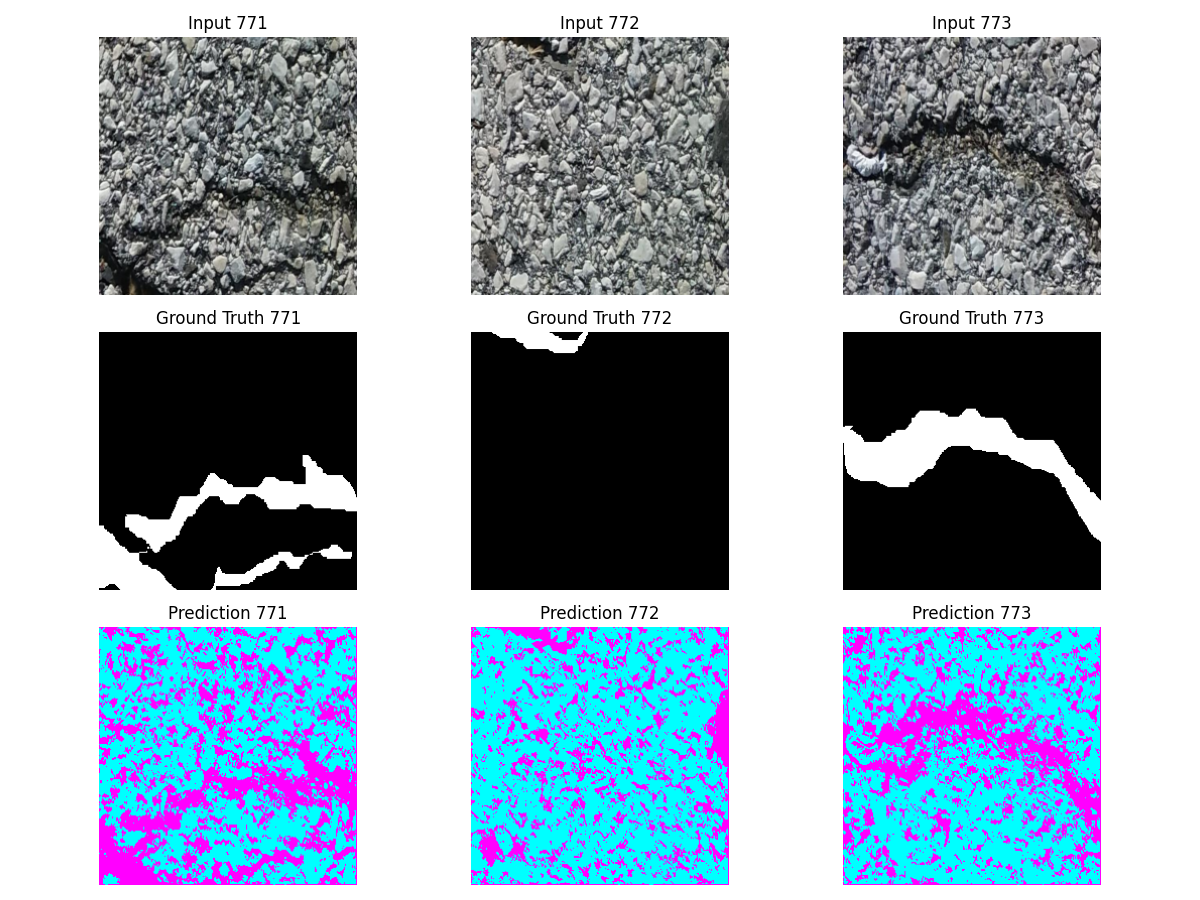 Input 771
Input 772
Input 773
Ground Truth 771
Ground Truth 772
Ground Truth 773
Prediction 771
Prediction 772
Prediction 773